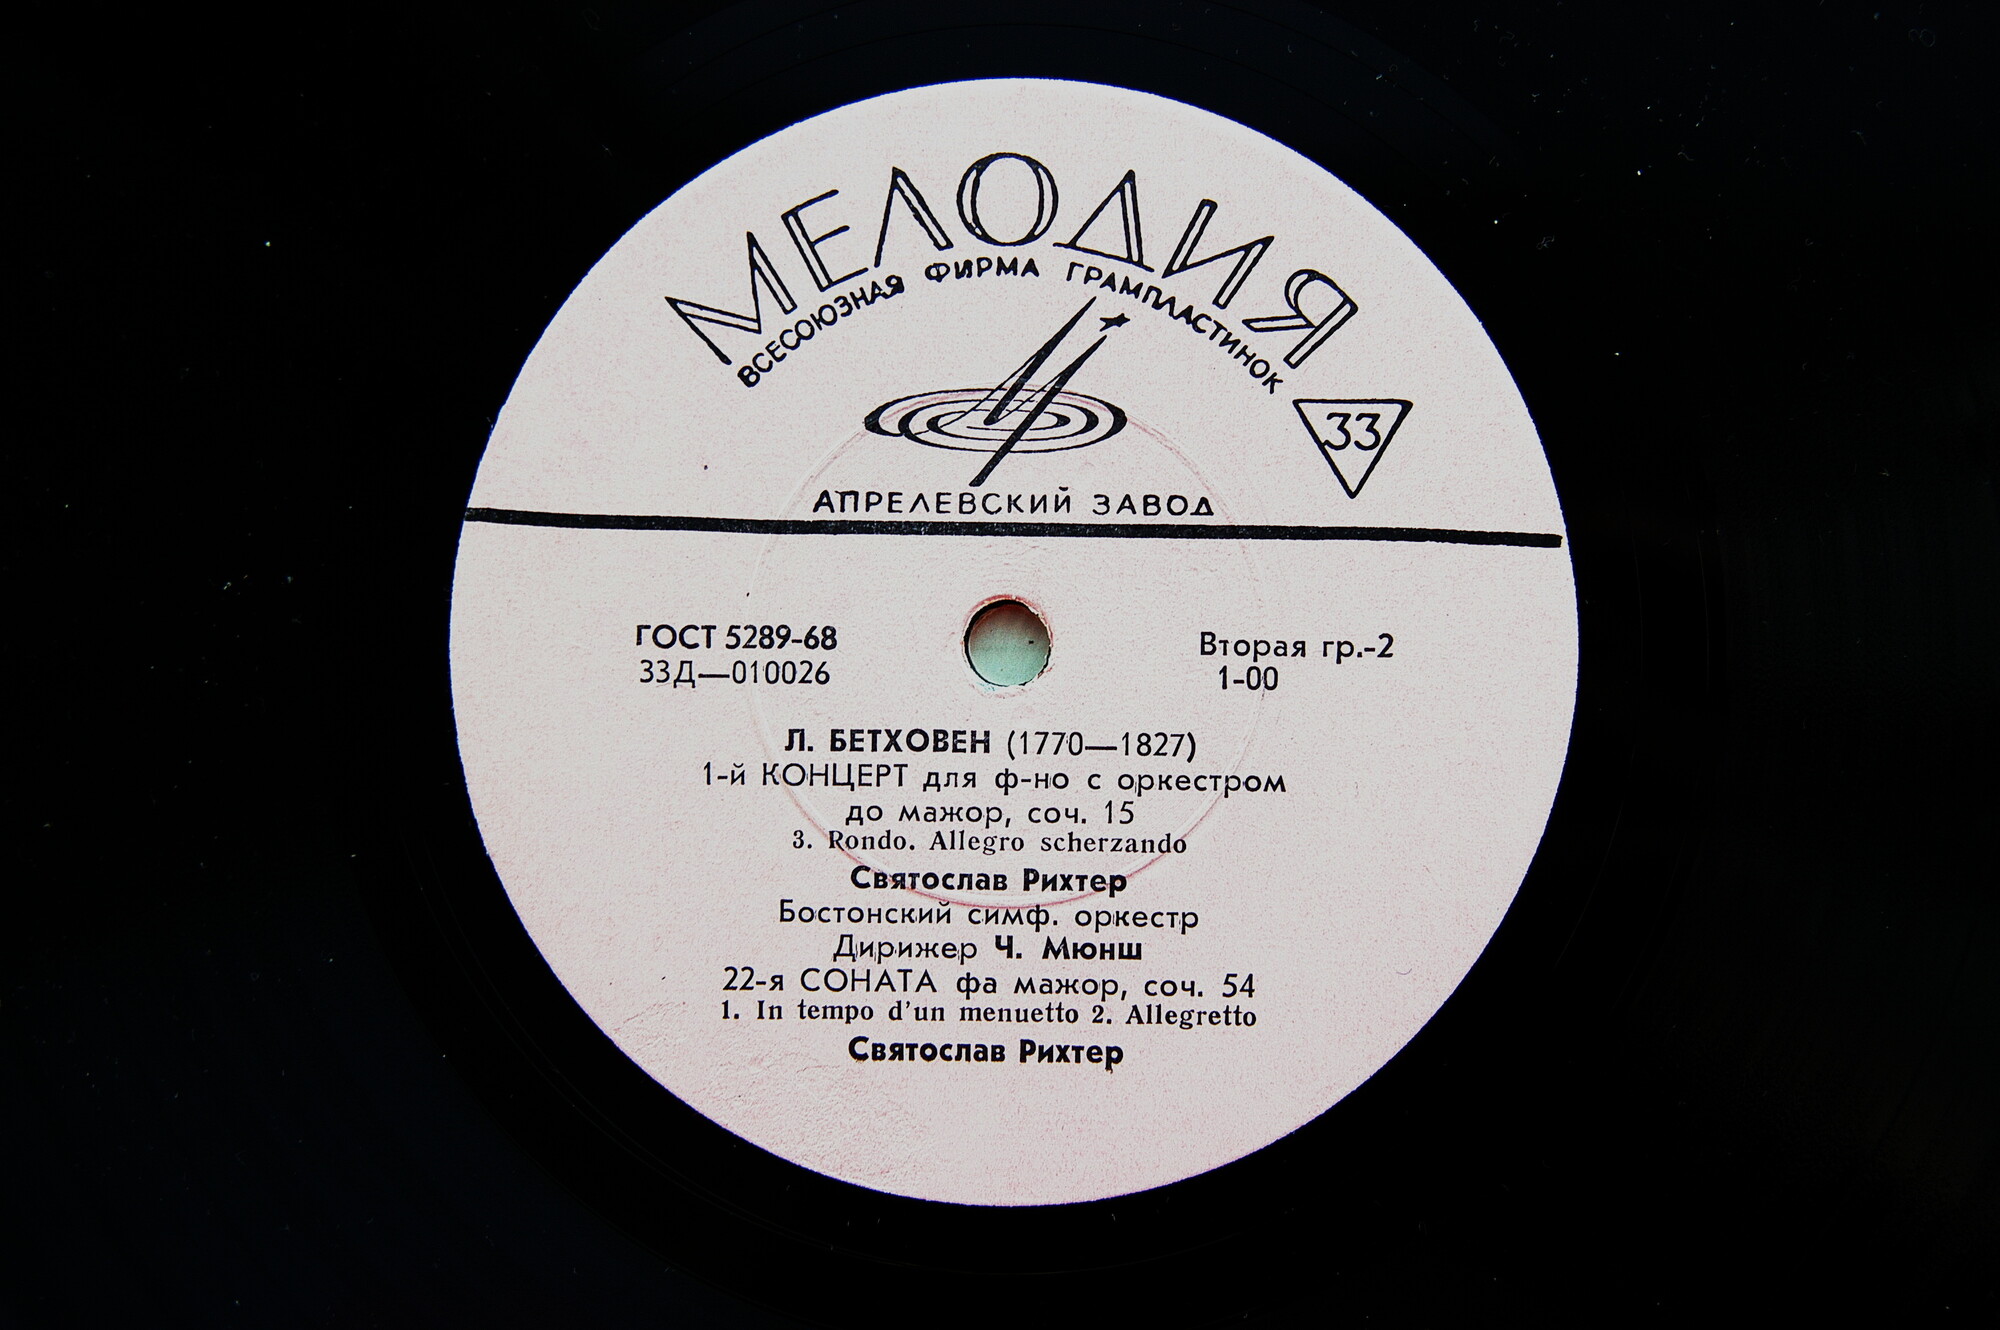 МЕЛОДИЯ
ВСЕСОЮЗНАЯ ФИРМА ГРАМПЛАСТИНОК
33
АПРЕЛЕВСКИЙ ЗАВОД
ГОСТ 5289-68
Вторая гр.-2
33Д—010026
1-00
Л. БЕТХОВЕН (1770—1827)
1-й КОНЦЕРТ для ф-но с оркестром
до мажор, соч. 15
3. Rondo. Allegro scherzando
Святослав Рихтер
Бостонский симф. оркестр
Дирижер Ч. Мюнш
22-я СОНАТА фа мажор, соч. 54
1. In tempo d'un menuetto 2. Allegretto
Святослав Рихтер